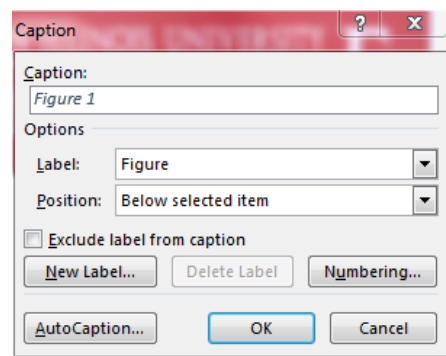 Caption
Caption:
Figure 1
Options
Label: Figure
Position: Below selected item
Exclude label from caption
New Label... Delete Label Numbering...
AutoCaption... OK Cancel